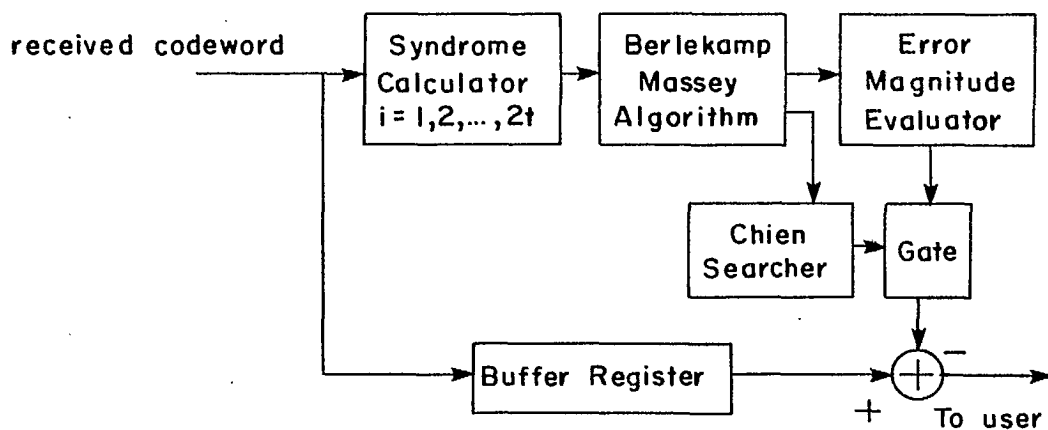 received codeword
Syndrome
Calculator
i = 1,2,...,2t
Berlekamp
Massey
Algorithm
Error
Magnitude
Evaluator
Chien
Searcher
Gate
Buffer Register
+
−
+
To user